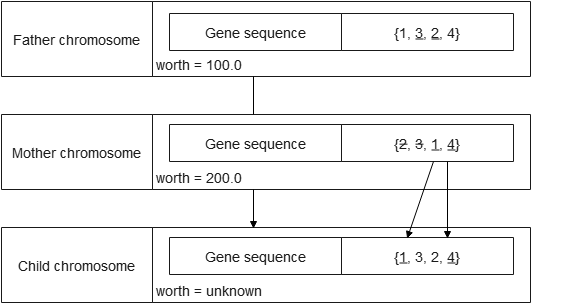 Father chromosome
Gene sequence
{1, 3, 2, 4}
worth = 100.0
Mother chromosome
Gene sequence
{2, 3, 1, 4}
worth = 200.0
Child chromosome
Gene sequence
{1, 3, 2, 4}
worth = unknown